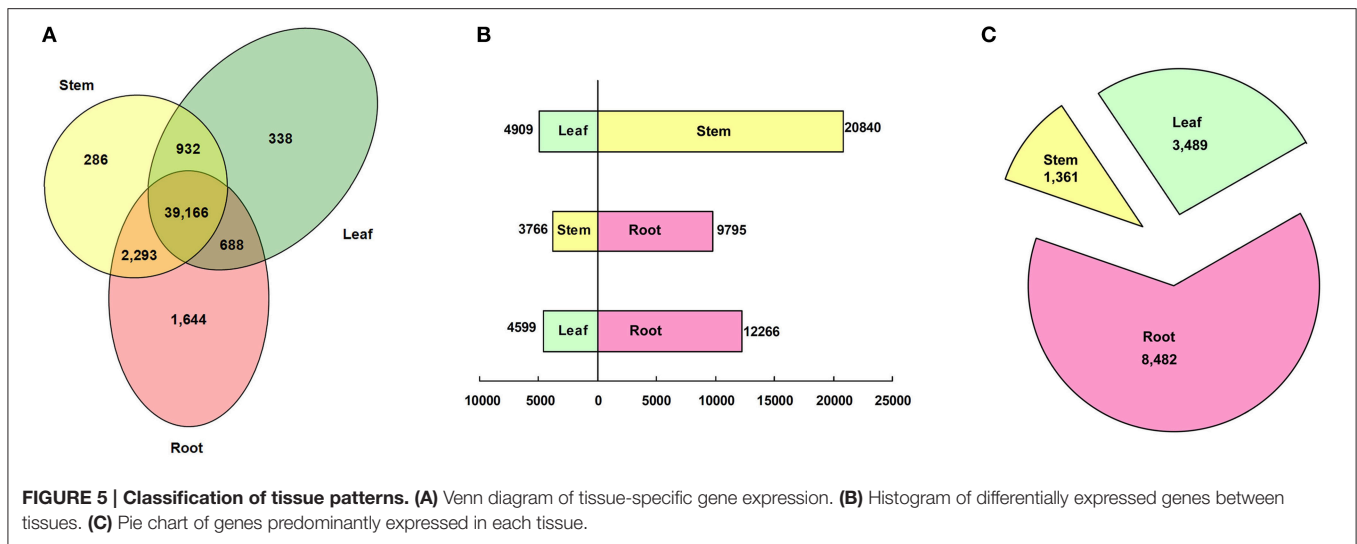 A
Stem
286
932
338
39,166
Leaf
2,293
688
1,644
Root
B
4909 Leaf Stem 20840
3766 Stem Root 9795
4599 Leaf Root 12266
10000 5000 0 5000 10000 15000 20000 25000
C
Leaf
3,489
Stem
1,361
Root
8,482
FIGURE 5 | Classification of tissue patterns. (A) Venn diagram of tissue-specific gene expression. (B) Histogram of differentially expressed genes between
tissues. (C) Pie chart of genes predominantly expressed in each tissue.